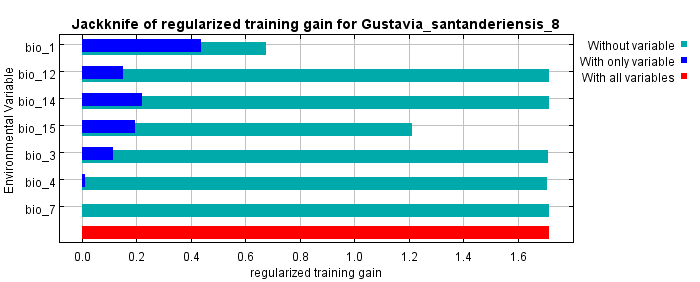 Jackknife of regularized training gain for Gustavia_santanderiensis_8
Environmental Variable
bio_1
bio_12
bio_14
bio_15
bio_3
bio_4
bio_7
Without variable
With only variable
With all variables
0.0 0.2 0.4 0.6 0.8 1.0 1.2 1.4 1.6
regularized training gain